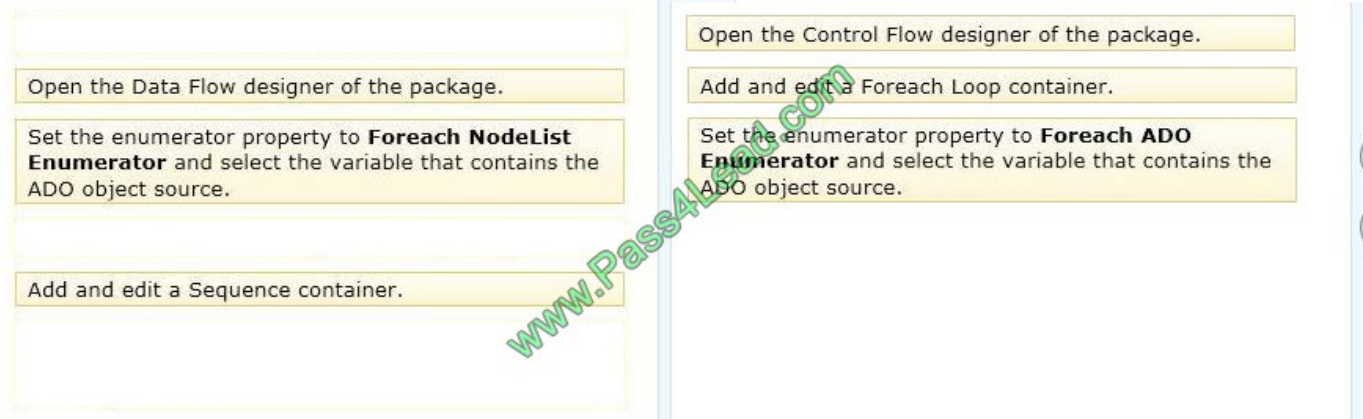 Open the Data Flow designer of the package.
Set the enumerator property to Foreach NodeList
Enumerator and select the variable that contains the
ADO object source.
Add and edit a Sequence container.
Open the Control Flow designer of the package.
Add and edit a Foreach Loop container.
Set the enumerator property to Foreach ADO
Enumerator and select the variable that contains the
ADO object source.
www.Pass4Lead.com